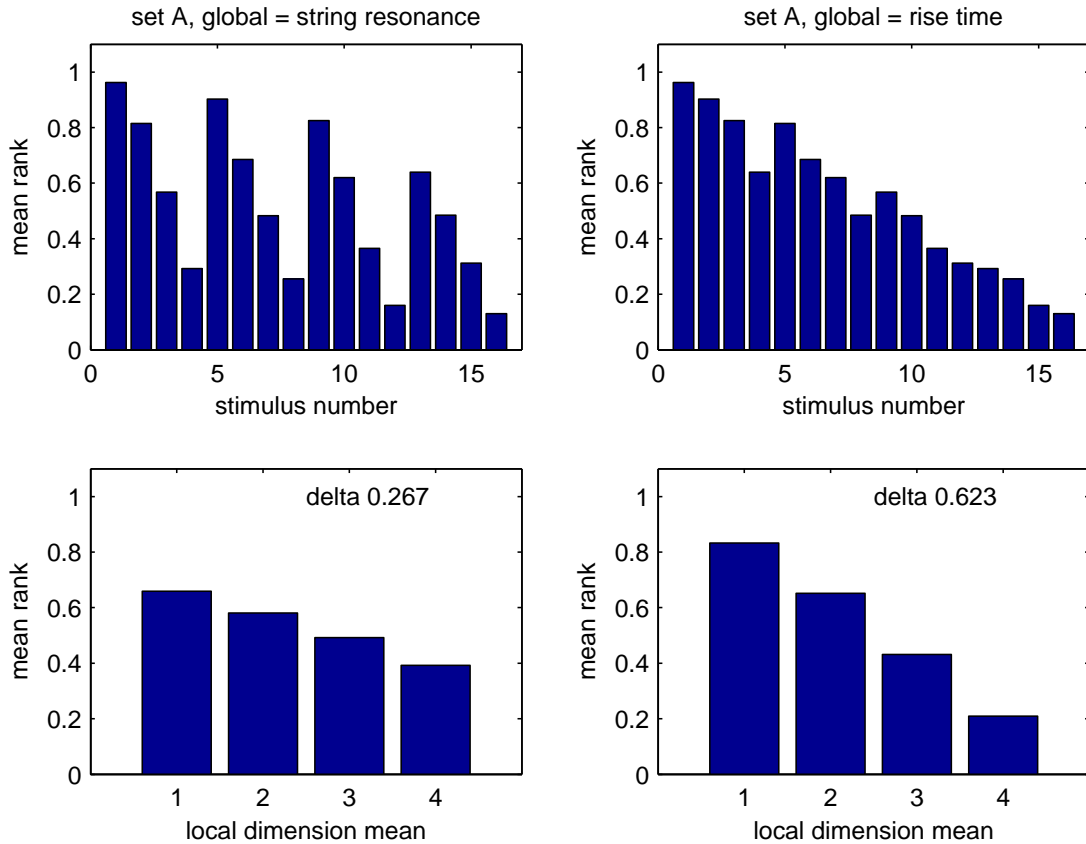 set A, global = string resonance
mean rank
1
0.8
0.6
0.4
0.2
0
0 5 10 15
stimulus number
set A, global = rise time
mean rank
1
0.8
0.6
0.4
0.2
0
0 5 10 15
stimulus number
delta 0.267
mean rank
1
0.8
0.6
0.4
0.2
0
1 2 3 4
local dimension mean
delta 0.623
mean rank
1
0.8
0.6
0.4
0.2
0
1 2 3 4
local dimension mean